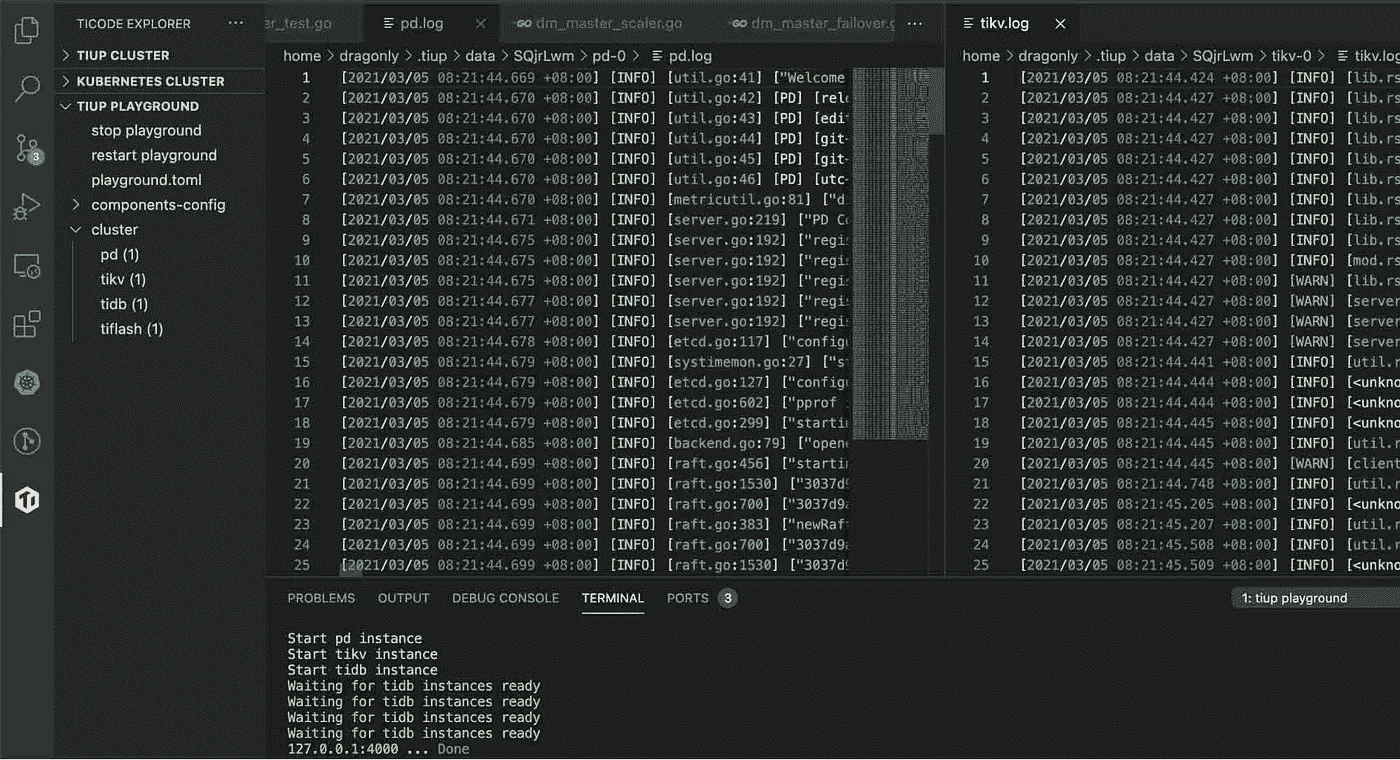 TICODE EXPLORER ···
TIUP CLUSTER
KUBERNETES CLUSTER
TIUP PLAYGROUND
stop playground
restart playground
playground.toml
components-config
cluster
pd (1)
tikv (1)
tidb (1)
tiflash (1)
3
er_test.go pd.log dm_master_scaler.go dm_master_failover.g ···
home > dragonly > .tiup > data > SQjrLwm > pd-0 > pd.log
1 [2021/03/05 08:21:44.669 +08:00] [INFO] [util.go:41] ["Welcome
2 [2021/03/05 08:21:44.670 +08:00] [INFO] [util.go:42] [PD] [rel
3 [2021/03/05 08:21:44.670 +08:00] [INFO] [util.go:43] [PD] [edi
4 [2021/03/05 08:21:44.670 +08:00] [INFO] [util.go:44] [PD] [git-
5 [2021/03/05 08:21:44.670 +08:00] [INFO] [util.go:45] [PD] [git-
6 [2021/03/05 08:21:44.670 +08:00] [INFO] [util.go:46] [PD] [utc-
7 [2021/03/05 08:21:44.670 +08:00] [INFO] [metricutil.go:81] ["d
8 [2021/03/05 08:21:44.671 +08:00] [INFO] [server.go:219] ["PD C
9 [2021/03/05 08:21:44.675 +08:00] [INFO] [server.go:192] ["regi
10 [2021/03/05 08:21:44.675 +08:00] [INFO] [server.go:192] ["regi
11 [2021/03/05 08:21:44.675 +08:00] [INFO] [server.go:192] ["regi
12 [2021/03/05 08:21:44.677 +08:00] [INFO] [server.go:192] ["regi
13 [2021/03/05 08:21:44.677 +08:00] [INFO] [server.go:192] ["regi
14 [2021/03/05 08:21:44.678 +08:00] [INFO] [etcd.go:117] ["config
15 [2021/03/05 08:21:44.679 +08:00] [INFO] [systimemon.go:27] ["s
16 [2021/03/05 08:21:44.679 +08:00] [INFO] [etcd.go:127] ["config
17 [2021/03/05 08:21:44.679 +08:00] [INFO] [etcd.go:602] ["pprof
18 [2021/03/05 08:21:44.679 +08:00] [INFO] [etcd.go:299] ["starti
19 [2021/03/05 08:21:44.685 +08:00] [INFO] [backend.go:79] ["open
20 [2021/03/05 08:21:44.699 +08:00] [INFO] [raft.go:456] ["starti
21 [2021/03/05 08:21:44.699 +08:00] [INFO] [raft.go:1530] ["3037d9
22 [2021/03/05 08:21:44.699 +08:00] [INFO] [raft.go:700] ["3037d9a
23 [2021/03/05 08:21:44.699 +08:00] [INFO] [raft.go:383] ["newRaf
24 [2021/03/05 08:21:44.699 +08:00] [INFO] [raft.go:700] ["3037d9a
25 [2021/03/05 08:21:44.699 +08:00] [INFO] [raft.go:1530] ["3037d9
tikv.log
home > dragonly > .tiup > data > SQjrLwm > tikv-0 > tikv.log
1 [2021/03/05 08:21:44.424 +08:00] [INFO] [lib.rs
2 [2021/03/05 08:21:44.427 +08:00] [INFO] [lib.rs
3 [2021/03/05 08:21:44.427 +08:00] [INFO] [lib.rs
4 [2021/03/05 08:21:44.427 +08:00] [INFO] [lib.rs
5 [2021/03/05 08:21:44.427 +08:00] [INFO] [lib.rs
6 [2021/03/05 08:21:44.427 +08:00] [INFO] [lib.rs
7 [2021/03/05 08:21:44.427 +08:00] [INFO] [lib.rs
8 [2021/03/05 08:21:44.427 +08:00] [INFO] [lib.rs
9 [2021/03/05 08:21:44.427 +08:00] [INFO] [lib.rs
10 [2021/03/05 08:21:44.427 +08:00] [INFO] [mod.rs
11 [2021/03/05 08:21:44.427 +08:00] [WARN] [lib.rs
12 [2021/03/05 08:21:44.427 +08:00] [WARN] [server
13 [2021/03/05 08:21:44.427 +08:00] [WARN] [server
14 [2021/03/05 08:21:44.427 +08:00] [WARN] [server
15 [2021/03/05 08:21:44.441 +08:00] [INFO] [util.r
16 [2021/03/05 08:21:44.444 +08:00] [INFO] [<unkno
17 [2021/03/05 08:21:44.444 +08:00] [INFO] [<unkno
18 [2021/03/05 08:21:44.445 +08:00] [INFO] [<unkno
19 [2021/03/05 08:21:44.445 +08:00] [INFO] [util.r
20 [2021/03/05 08:21:44.445 +08:00] [WARN] [client
21 [2021/03/05 08:21:44.748 +08:00] [INFO] [util.r
22 [2021/03/05 08:21:45.205 +08:00] [INFO] [<unkno
23 [2021/03/05 08:21:45.207 +08:00] [INFO] [util.r
24 [2021/03/05 08:21:45.508 +08:00] [INFO] [util.r
25 [2021/03/05 08:21:45.509 +08:00] [INFO] [<unkno
PROBLEMS OUTPUT DEBUG CONSOLE TERMINAL PORTS 3 1: tiup playground
Start pd instance
Start tikv instance
Start tidb instance
Waiting for tidb instances ready
Waiting for tidb instances ready
Waiting for tidb instances ready
Waiting for tidb instances ready
127.0.0.1:4000 ... Done